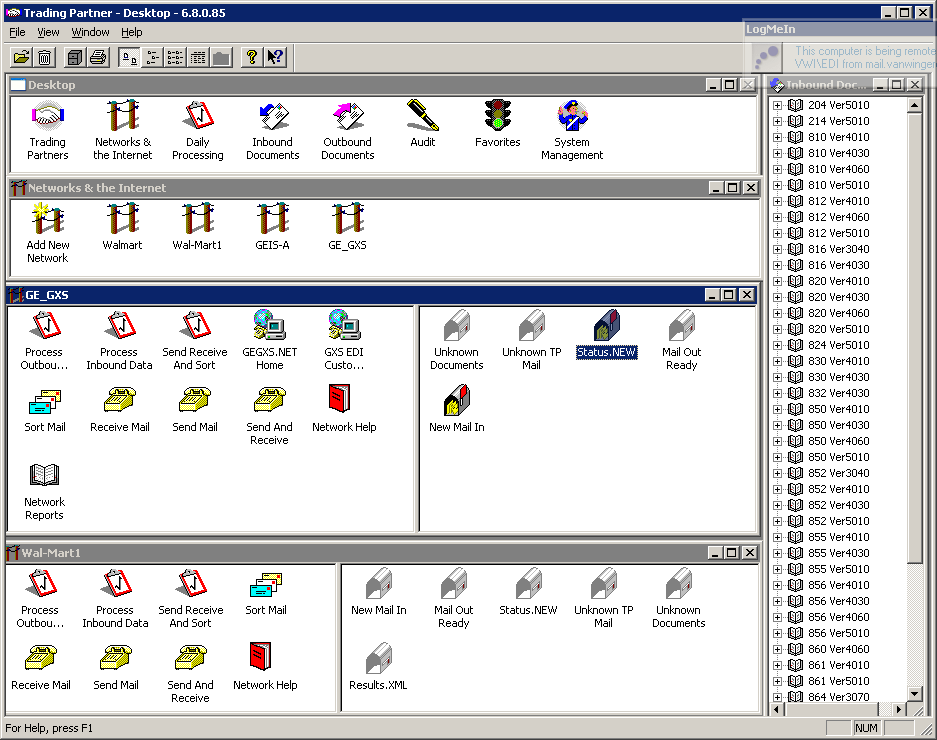 Trading Partner - Desktop - 6.8.0.85
File View Window Help
LogMeIn
This computer is being remote
VWI\EDI from mail.vanwingen
Desktop
Trading Partners
Networks & the Internet
Daily Processing
Inbound Documents
Outbound Documents
Audit
Favorites
System Management
Networks & the Internet
Add New Network
Walmart
Wal-Mart1
GEIS-A
GE_GXS
GE_GXS
Process Outbou...
Process Inbound Data
Send Receive And Sort
GEGXS.NET Home
GXS EDI Custo...
Sort Mail
Receive Mail
Send Mail
Send And Receive
Network Help
Network Reports
Unknown Documents
Unknown TP Mail
Status.NEW
Mail Out Ready
New Mail In
Wal-Mart1
Process Outbou...
Process Inbound Data
Send Receive And Sort
Sort Mail
Receive Mail
Send Mail
Send And Receive
Network Help
New Mail In
Mail Out Ready
Status.NEW
Unknown TP Mail
Unknown Documents
Results.XML
Inbound Doc...
204 Ver5010
214 Ver5010
810 Ver4010
810 Ver4030
810 Ver4060
810 Ver5010
812 Ver4010
812 Ver4060
812 Ver5010
816 Ver3040
816 Ver4030
820 Ver4010
820 Ver4030
820 Ver4060
820 Ver5010
824 Ver5010
830 Ver4010
830 Ver4030
832 Ver4030
850 Ver4010
850 Ver4030
850 Ver4060
850 Ver5010
852 Ver3040
852 Ver4010
852 Ver4030
852 Ver5010
855 Ver4010
855 Ver4030
855 Ver5010
856 Ver4010
856 Ver4030
856 Ver4060
856 Ver5010
860 Ver4060
861 Ver4010
861 Ver5010
864 Ver3070
For Help, press F1
NUM